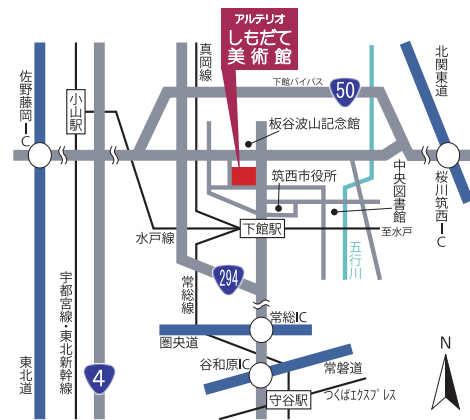 アルテリオ
しもだて
美術館
真岡線
北関東道
佐野藤岡IC
小山駅
下館バイパス
50
板谷波山記念館
筑西市役所
中央図書館
桜川筑西IC
水戸線
下館駅
至水戸
五行川
294
常総線
宇都宮線・東北新幹線
常総IC
圏央道
谷和原IC
常磐道
東北道
4
つくばエクスプレス
守谷駅
N